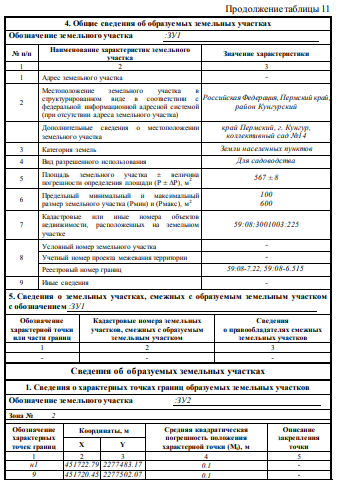 Продолжение таблицы 11
4. Общие сведения об образуемых земельных участках
Обозначение земельного участка :ЗУ1
№ п/п Наименование характеристик земельного участка Значение характеристики
1 2 3
1 Адрес земельного участка -
2 Местоположение земельного участка в структурированном виде в соответствии с федеральной информационной адресной системой (при отсутствии адреса земельного участка) Российская Федерация, Пермский край, район Кунгурский
Дополнительные сведения о местоположении земельного участка край Пермский, г. Кунгур, коллективный сад №14
3 Категория земель Земли населенных пунктов
4 Вид разрешенного использования Для садоводства
5 Площадь земельного участка ± величина погрешности определения площади (P ± ΔP), м² 567 ± 8
6 Предельный минимальный и максимальный размер земельного участка (Рмин) и (Рмакс), м² 100 600
7 Кадастровые или иные номера объектов недвижимости, расположенных на земельном участке 59:08:3001003:225
8 Условный номер земельного участка -
Учетный номер проекта межевания территории -
Реестровый номер границ 59:08-7.22, 59:08-6.515
9 Иные сведения -
5. Сведения о земельных участках, смежных с образуемым земельным участком
с обозначением :ЗУ1
Обозначение характерной точки или части границ Кадастровые номера земельных участков, смежных с образуемым земельным участком Сведения о правообладателях смежных земельных участков
1 2 3
- - -
Сведения об образуемых земельных участках
1. Сведения о характерных точках границ образуемых земельных участков
Обозначение земельного участка :ЗУ2
Зона № 2
Обозначение характерных точек границ Координаты, м Средняя квадратическая погрешность положения характерной точки (Mt), м Описание закрепления точки
X Y
1 2 3 4 5
н1 451722.79 2277483.17 0.1 -
9 451720.45 2277502.07 0.1 -